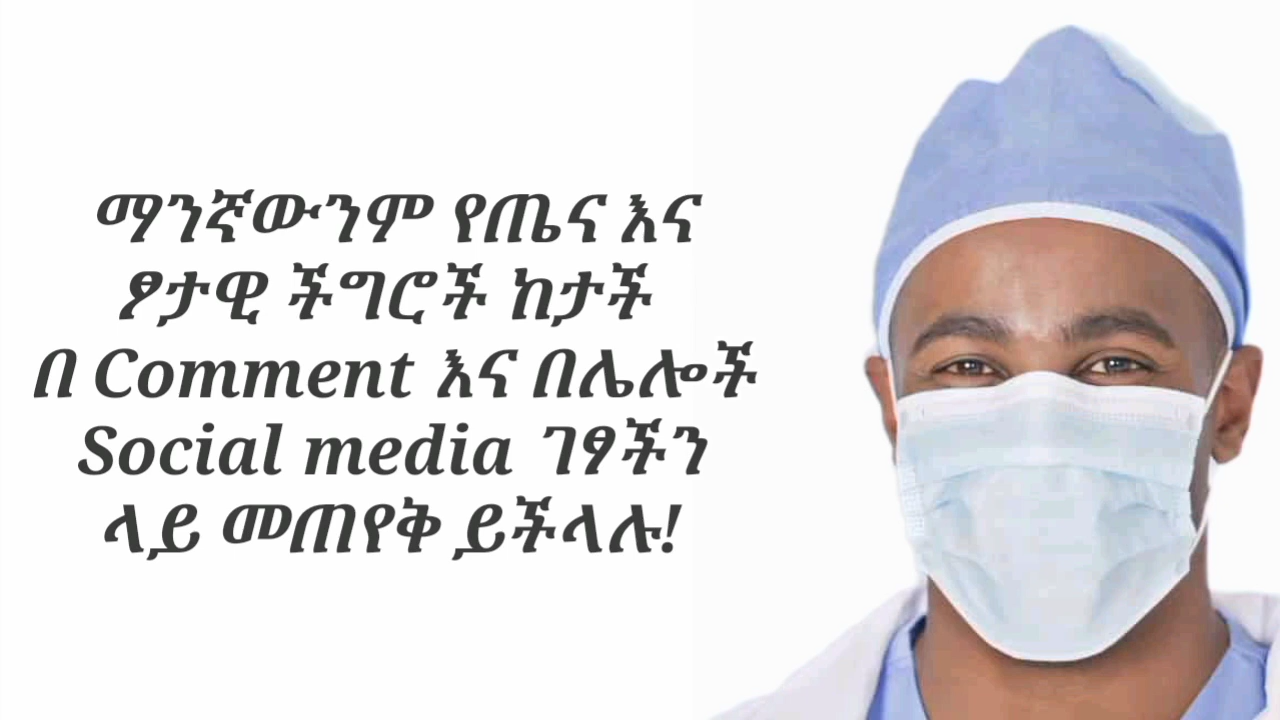 ማንኛውንም የጤና እና
ፆታዊ ችግሮች ከታች
በ Comment እና በሌሎች
Social media ገፃችን
ላይ መጠየቅ ይችላሉ!